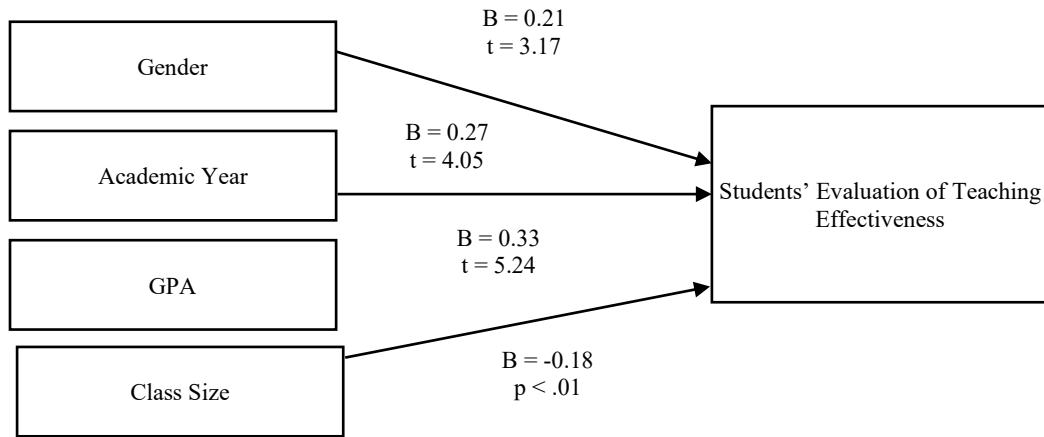 B = 0.21
t = 3.17
Gender
B = 0.27
t = 4.05
Academic Year
Students’ Evaluation of Teaching
Effectiveness
B = 0.33
t = 5.24
GPA
B = -0.18
p < .01
Class Size